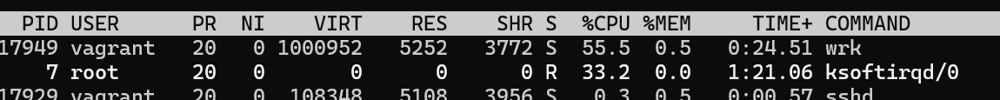 PID USER PR NI VIRT RES SHR S %CPU %MEM TIME+ COMMAND
17949 vagrant 20 0 1000952 5252 3772 S 55.5 0.5 0:24.51 wrk
7 root 20 0 0 0 0 R 33.2 0.0 1:21.06 ksoftirqd/0
17929 vagrant 20 0 108348 5108 3956 S 0.3 0.5 0:00.57 sshd